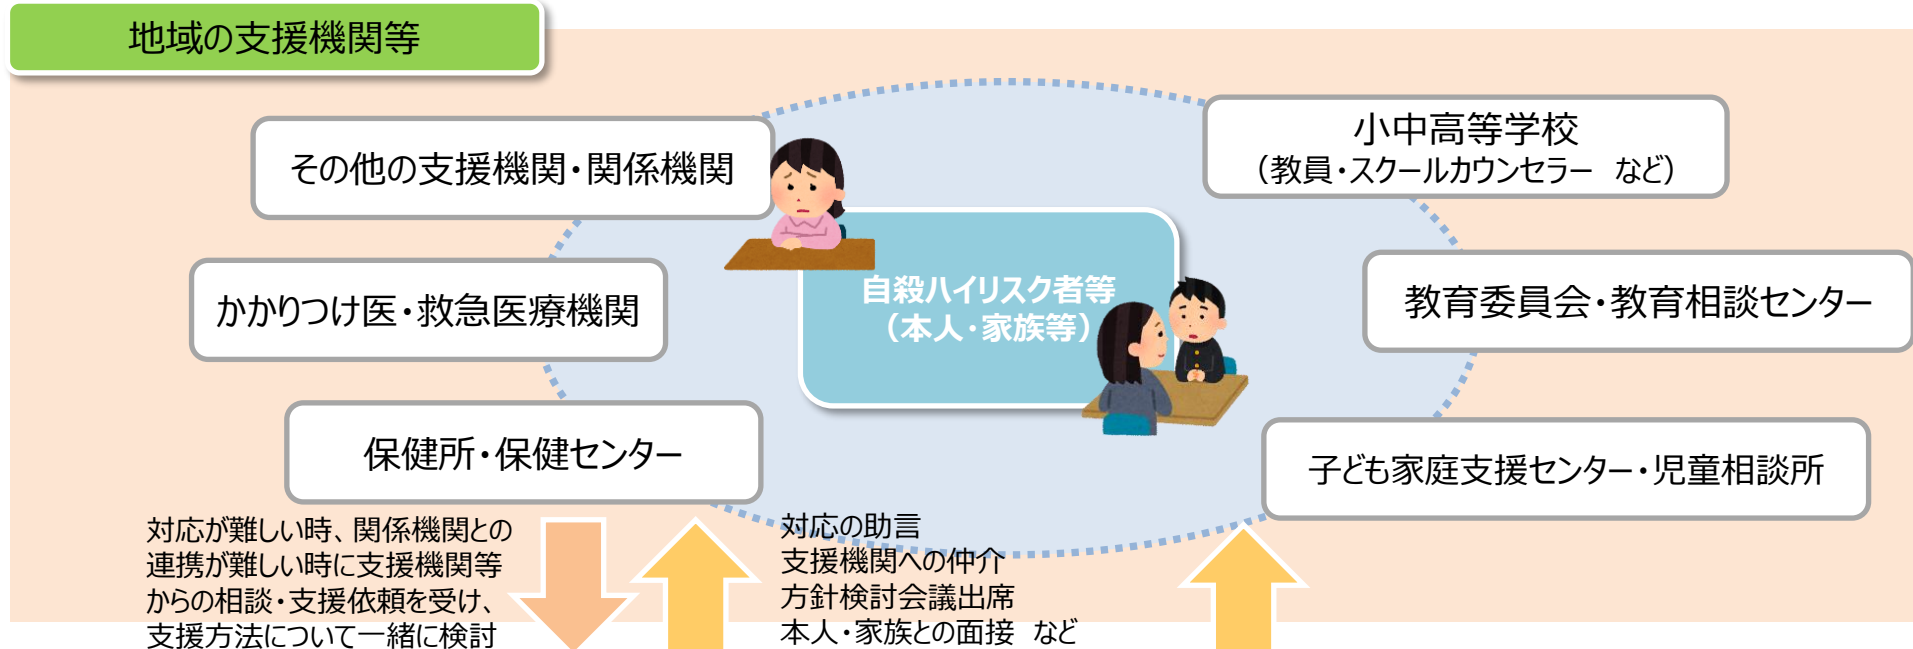 地域の支援機関等
その他の支援機関・関係機関
小中高等学校
（教員・スクールカウンセラー　など）
かかりつけ医・救急医療機関
自殺ハイリスク者等
（本人・家族等）
教育委員会・教育相談センター
保健所・保健センター
子ども家庭支援センター・児童相談所
対応が難しい時、関係機関との
連携が難しい時に支援機関等
からの相談・支援依頼を受け、
支援方法について一緒に検討
対応の助言
支援機関への仲介
方針検討会議出席
本人・家族との面接　など